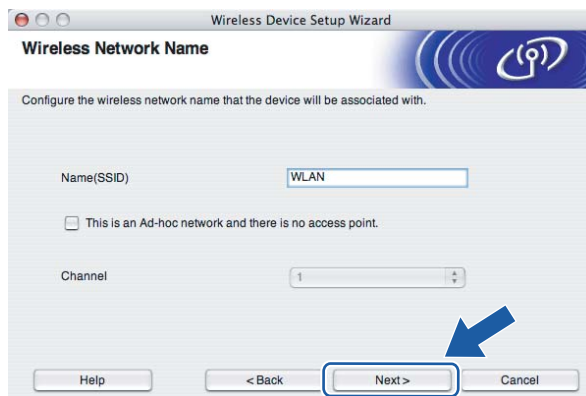 Wireless Device Setup Wizard
Wireless Network Name
Configure the wireless network name that the device will be associated with.
Name(SSID) WLAN
This is an Ad-hoc network and there is no access point.
Channel 1
Help <Back Next> Cancel